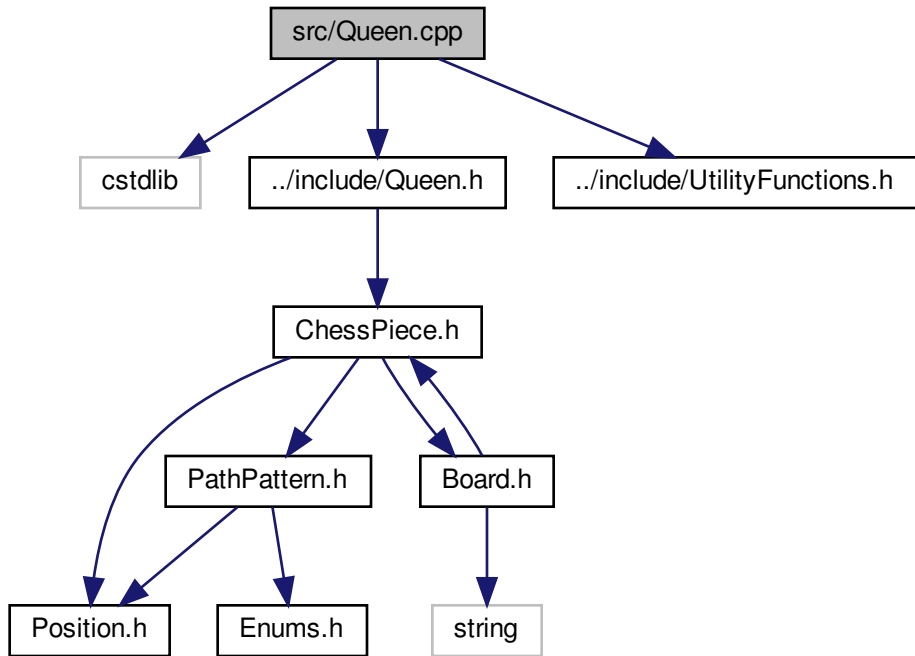 src/Queen.cpp
cstdlib
../include/Queen.h
../include/UtilityFunctions.h
ChessPiece.h
PathPattern.h
Board.h
Position.h
Enums.h
string